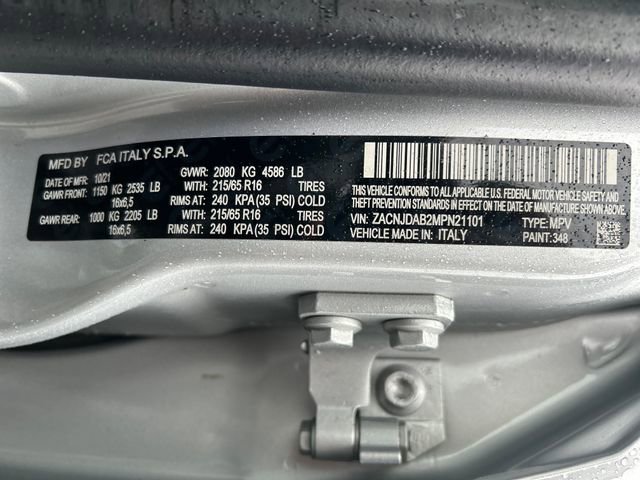 MFD BY FCA ITALY S.P.A.
DATE OF MFR: 10/21 GVWR: 2080 KG 4586 LB
GAWR FRONT: 1150 KG 2535 LB WITH: 215/65 R16 TIRES
16x6,5 RIMS AT: 240 KPA (35 PSI) COLD
GAWR REAR: 1000 KG 2205 LB WITH: 215/65 R16 TIRES
16x6,5 RIMS AT: 240 KPA (35 PSI) COLD
THIS VEHICLE CONFORMS TO ALL APPLICABLE U.S. FEDERAL MOTOR VEHICLE SAFETY AND
THEFT PREVENTION STANDARDS IN EFFECT ON THE DATE OF MANUFACTURE SHOWN ABOVE
VIN: ZACNJDAB2MPN21101 TYPE: MPV
VEHICLE MADE IN: ITALY PAINT: 348